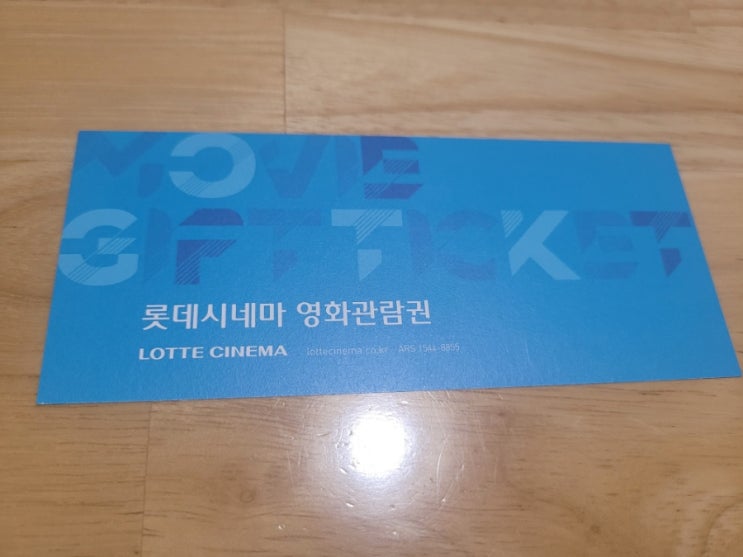 MOVIE
GIFT TICKET
롯데시네마 영화관람권
LOTTE CINEMA lottecinema.co.kr ARS 1544-8855